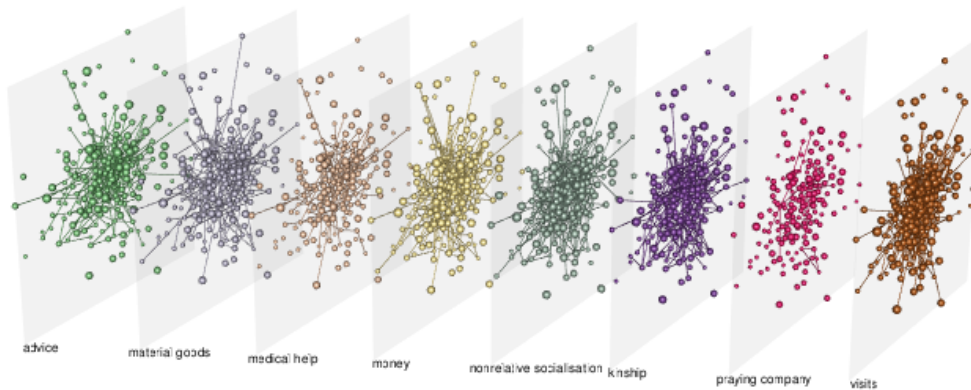 advice
material goods
medical help
money
nonrelative socialisation
kinship
praying company
visits